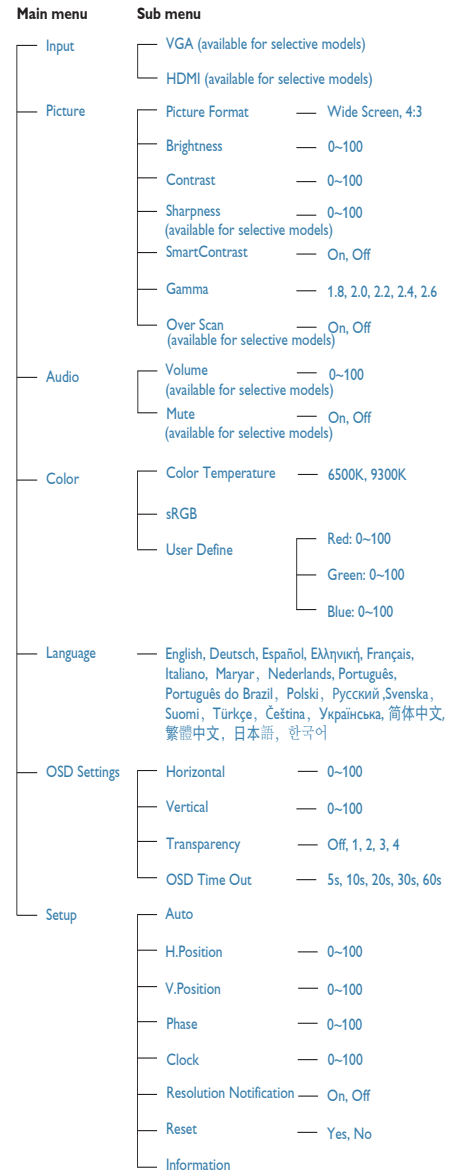 Main menu Sub menu
Input VGA (available for selective models)
HDMI (available for selective models)
Picture Picture Format Wide Screen, 4:3
Brightness 0~100
Contrast 0~100
Sharpness 0~100
(available for selective models)
SmartContrast On, Off
Gamma 1.8, 2.0, 2.2, 2.4, 2.6
Over Scan On, Off
(available for selective models)
Audio Volume 0~100
(available for selective models)
Mute On, Off
(available for selective models)
Color Color Temperature 6500K, 9300K
sRGB
User Define Red: 0~100
Green: 0~100
Blue: 0~100
Language English, Deutsch, Español, Ελληνική, Français,
Italiano, Maryar, Nederlands, Português,
Português do Brazil, Polski, Русский ,Svenska,
Suomi, Türkçe, Čeština, Українська, 简体中文,
繁體中文, 日本語, 한국어
OSD Settings Horizontal 0~100
Vertical 0~100
Transparency Off, 1, 2, 3, 4
OSD Time Out 5s, 10s, 20s, 30s, 60s
Setup Auto
H.Position 0~100
V.Position 0~100
Phase 0~100
Clock 0~100
Resolution Notification On, Off
Reset Yes, No
Information